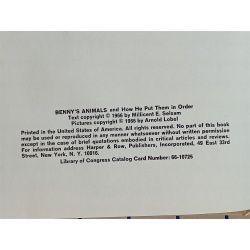 BENNY'S ANIMALS and How He Put Them in Order
Text copyright © 1966 by Millicent E. Selsam
Pictures copyright © 1966 by Arnold Lobel
Printed in the United States of America. All rights reserved. No part of this book
may be used or reproduced in any manner whatsoever without written permission
except in the case of brief quotations embodied in critical articles and reviews.
For information address Harper & Row, Publishers, Incorporated, 49 East 33rd
Street, New York, N. Y. 10016.
Library of Congress Catalog Card Number: 66-10725